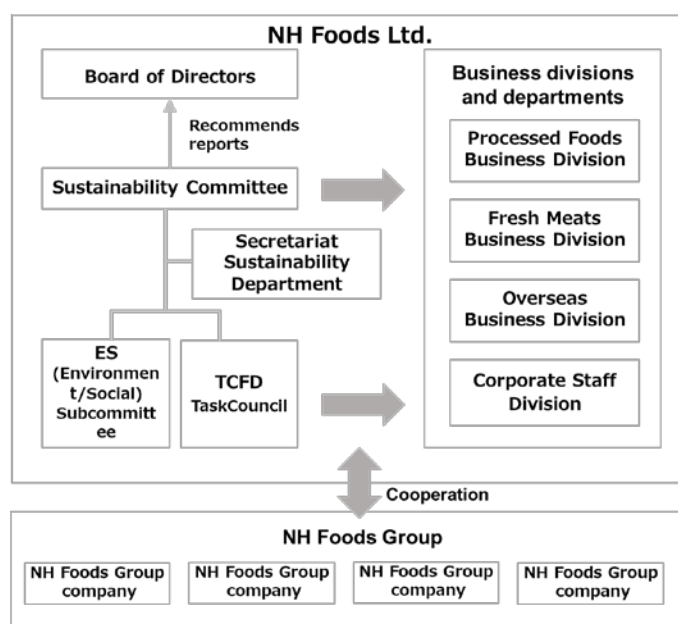 NH Foods Ltd.
Board of Directors
Recommends
reports
Sustainability Committee
Secretariat
Sustainability
Department
ES
(Environmen
t/Social)
Subcommitt
ee
TCFD
TaskCouncil
Business divisions
and departments
Processed Foods
Business Division
Fresh Meats
Business Division
Overseas
Business Division
Corporate Staff
Division
Cooperation
NH Foods Group
NH Foods Group
company
NH Foods Group
company
NH Foods Group
company
NH Foods Group
company